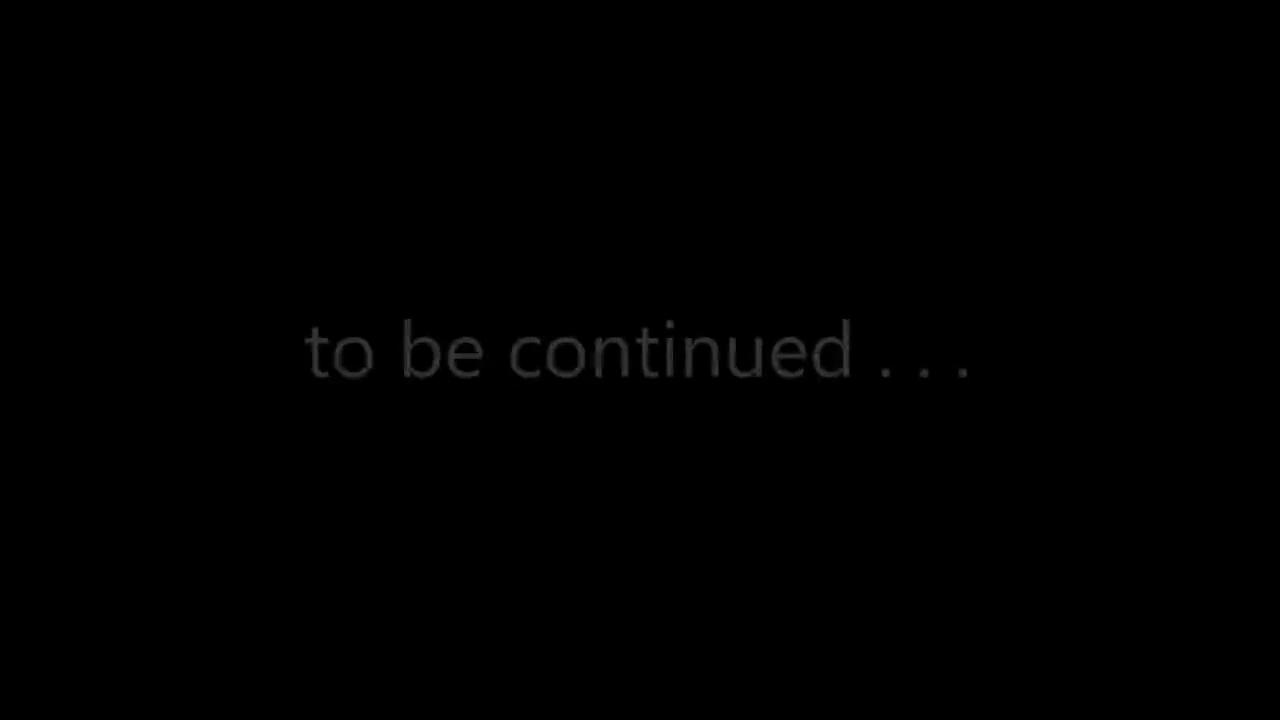 to be continued . . .